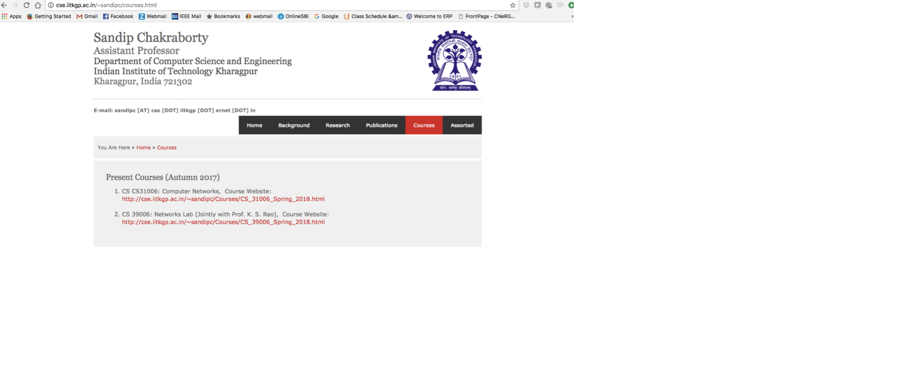 cse.iitkgp.ac.in/~sandipc/courses.html
Apps Getting Started Gmail Facebook Webmail IEEE Mail Bookmarks webmail OnlineSBI Google Class Schedule &am... Welcome to ERP FrontPage - CNeRG... »
Sandip Chakraborty
Assistant Professor
Department of Computer Science and Engineering
Indian Institute of Technology Kharagpur
Kharagpur, India 721302
E-mail: sandipc [AT] cse [DOT] iitkgp [DOT] ernet [DOT] in
Home Background Research Publications Courses Assorted
You Are Here » Home » Courses
Present Courses (Autumn 2017)
1. CS CS31006: Computer Networks, Course Website:
http://cse.iitkgp.ac.in/~sandipc/Courses/CS_31006_Spring_2018.html
2. CS 39006: Networks Lab (Jointly with Prof. K. S. Rao), Course Website:
http://cse.iitkgp.ac.in/~sandipc/Courses/CS_39006_Spring_2018.html